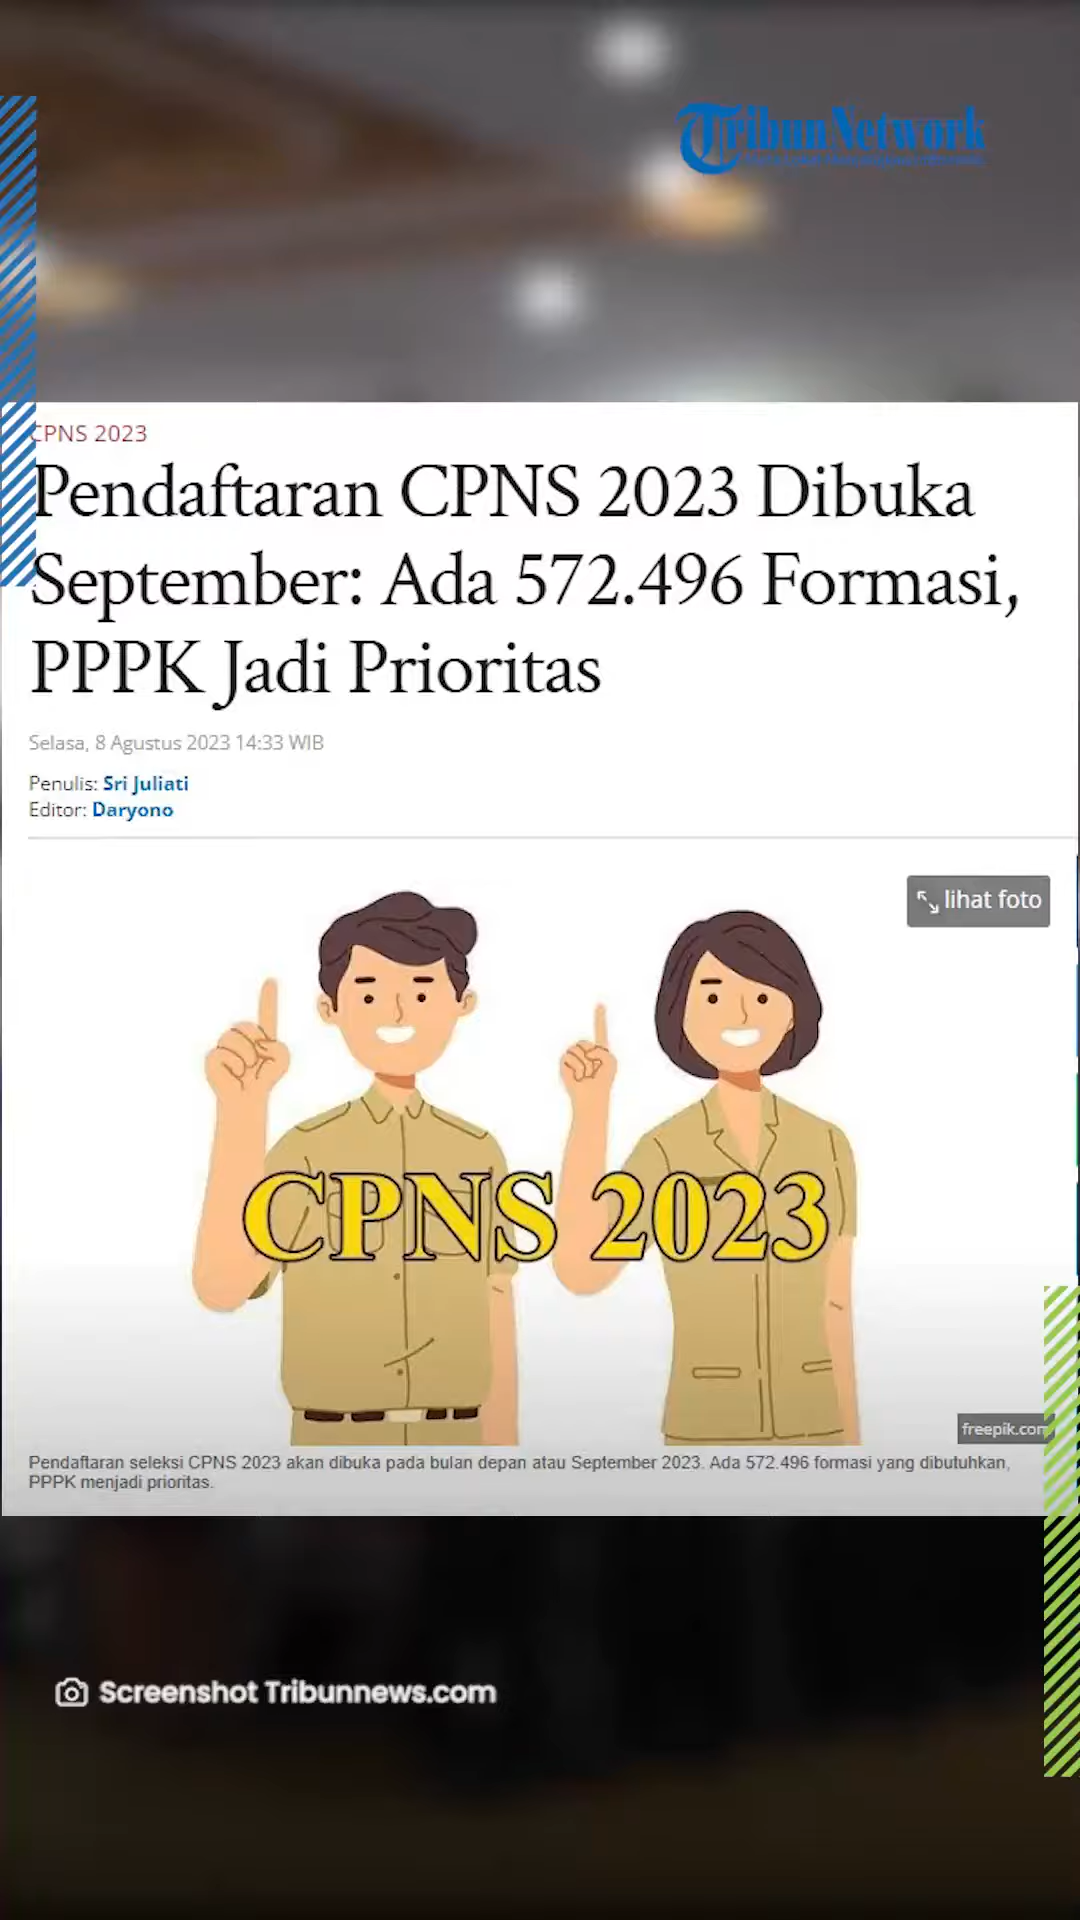 TribunNetwork
CPNS 2023
Pendaftaran CPNS 2023 Dibuka
September: Ada 572.496 Formasi,
PPPK Jadi Prioritas
Selasa, 8 Agustus 2023 14:33 WIB
Penulis: Sri Juliati
Editor: Daryono
lihat foto
CPNS 2023
freepik.com
Pendaftaran seleksi CPNS 2023 akan dibuka pada bulan depan atau September 2023. Ada 572.496 formasi yang dibutuhkan,
PPPK menjadi prioritas.
Screenshot Tribunnews.com